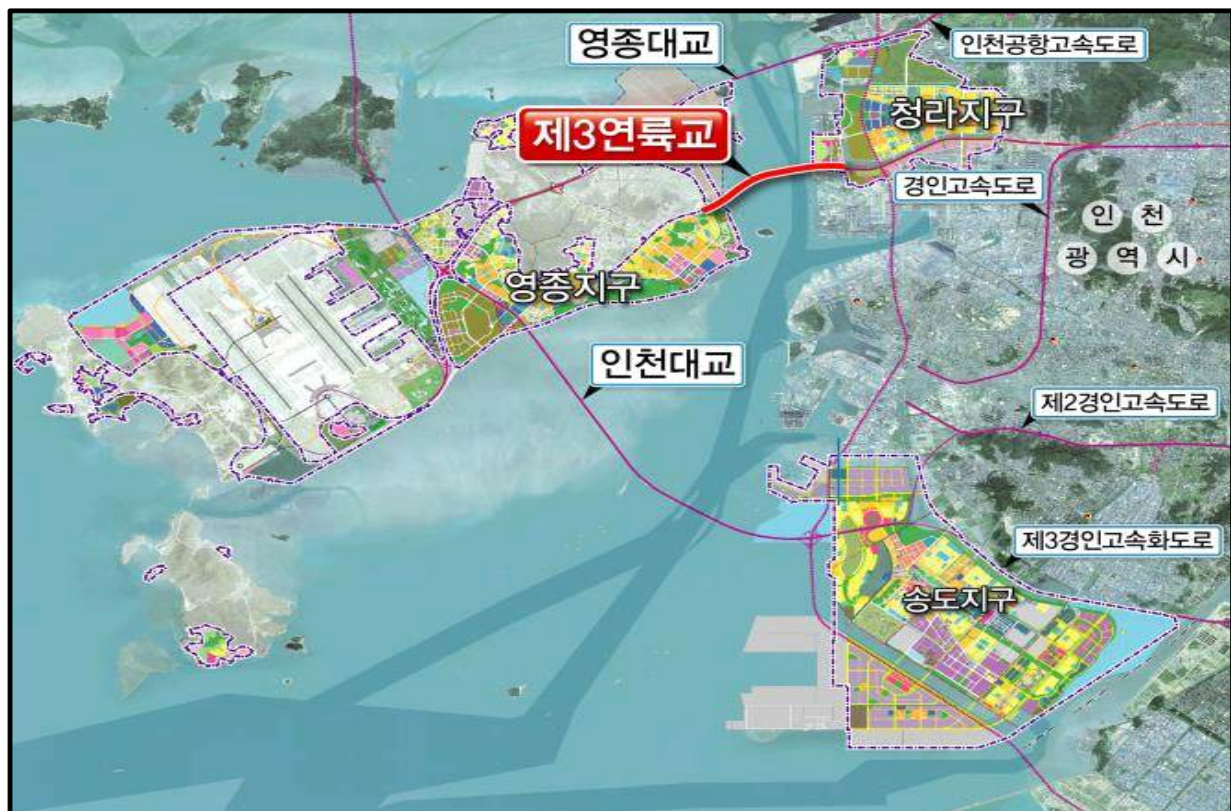 영종대교
인천공항고속도로
청라지구
제3연륙교
경인고속도로
인천
광역시
영종지구
인천대교
제2경인고속도로
제3경인고속화도로
송도지구